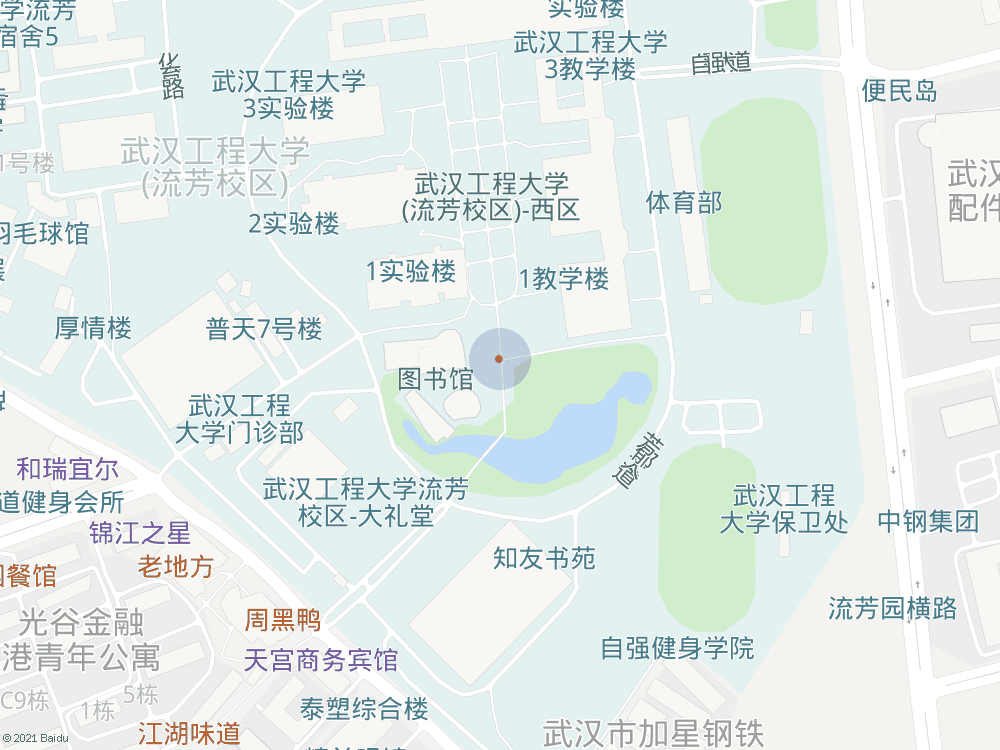 学流芳
宿舍5
实验楼
武汉工程大学
3教学楼
自强大道
便民岛
化育路
武汉工程大学
3实验楼
1号楼
武汉工程大学
(流芳校区)
武汉
配件
武汉工程大学
(流芳校区)-西区
体育部
2实验楼
羽毛球馆
1实验楼
1教学楼
厚情楼
普天7号楼
图书馆
武汉工程
大学门诊部
和瑞宜尔
道健身会所
武汉工程大学流芳
校区-大礼堂
武汉工程
大学保卫处
中钢集团
锦江之星
老地方
餐馆
知友书苑
光谷金融
港青年公寓
周黑鸭
流芳园横路
天宫商务宾馆
自强健身学院
C9栋
1栋
5栋
泰塑综合楼
江湖味道
武汉市加星钢铁
© 2021 Baidu